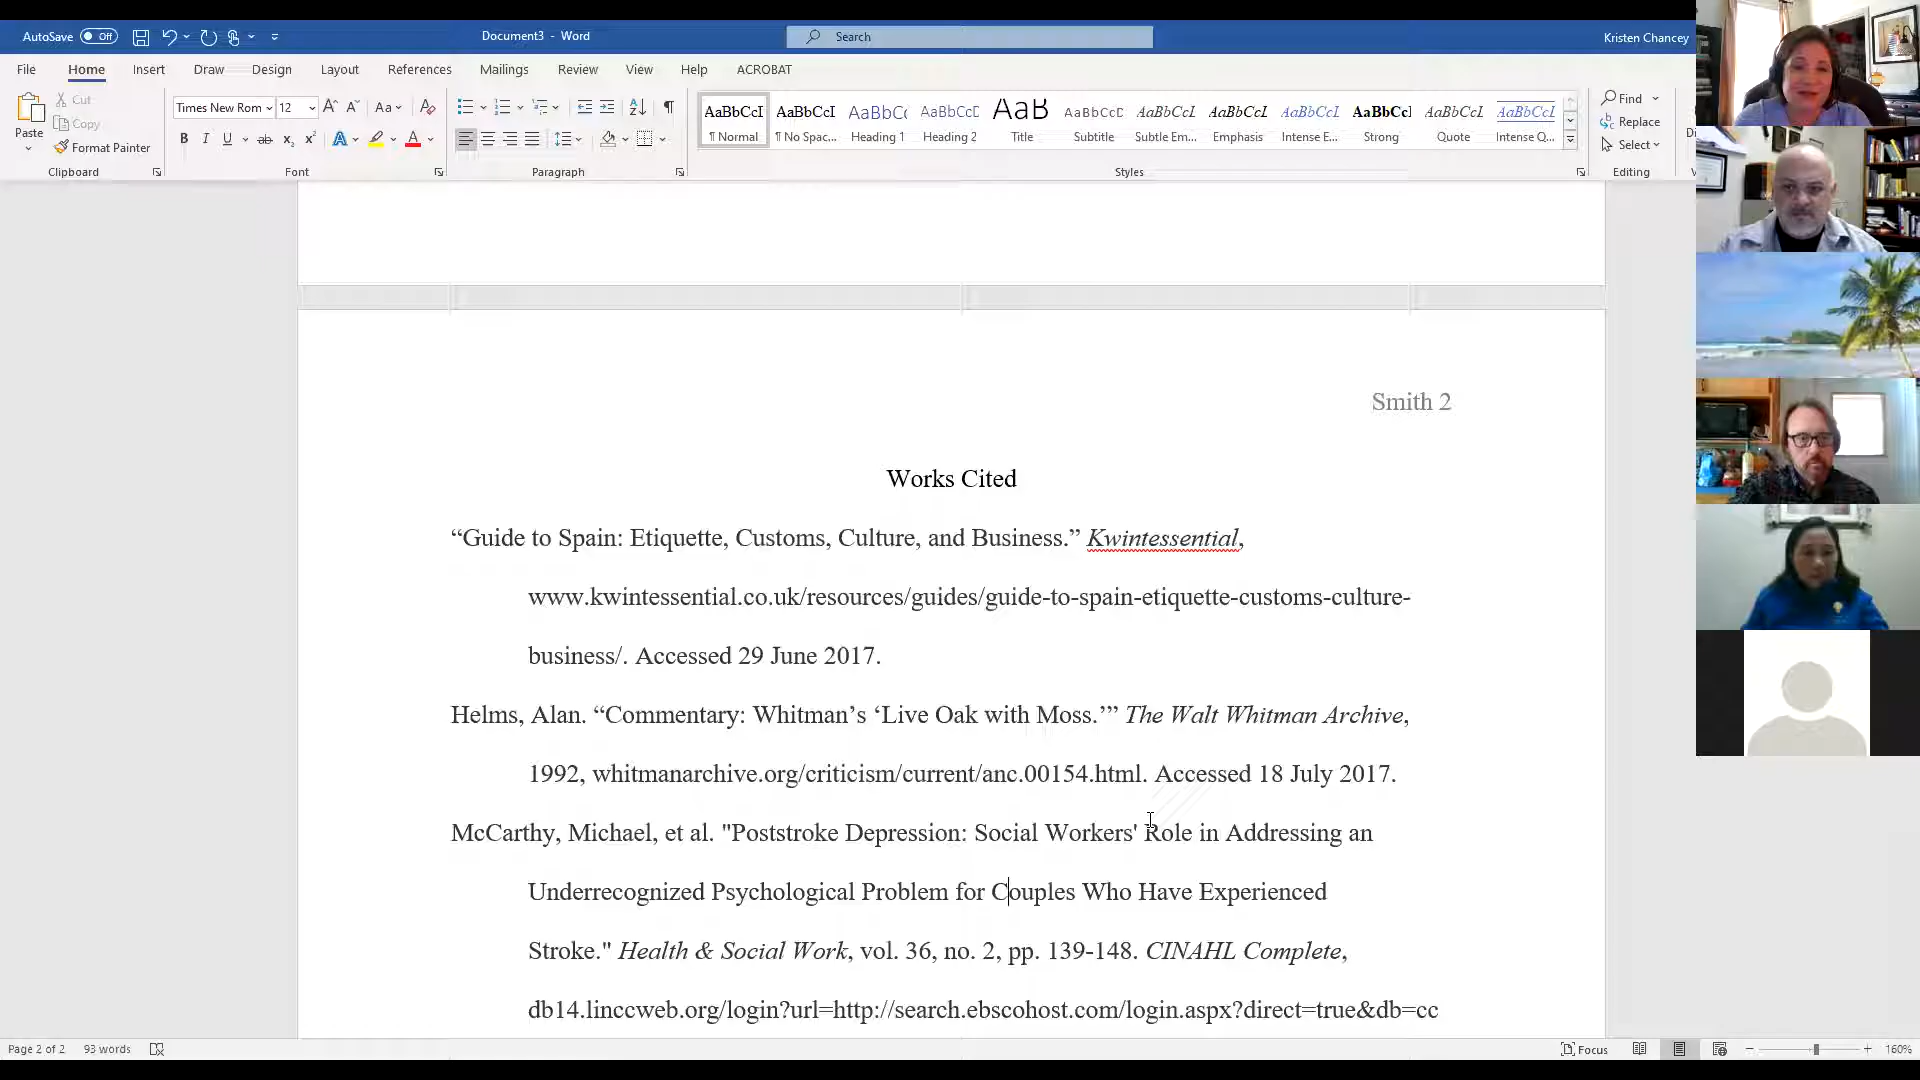 AutoSave Off Document3 - Word Search Kristen Chancey
File Home Insert Draw Design Layout References Mailings Review View Help ACROBAT
Paste Cut Copy Format Painter Clipboard
Times New Rom 12 Font
Paragraph
AaBbCcI AaBbCcI AaBbCc AaBbCcC AaB AaBbCcC AaBbCcI AaBbCcI AaBbCcI AaBbCcI AaBbCcI AaBbCcI
¶ Normal ¶ No Spac... Heading 1 Heading 2 Title Subtitle Subtle Em... Emphasis Intense E... Strong Quote Intense Q...
Styles
Find Replace Select Editing
Smith 2
Works Cited
“Guide to Spain: Etiquette, Customs, Culture, and Business.” Kwintessential,
www.kwintessential.co.uk/resources/guides/guide-to-spain-etiquette-customs-culture-
business/. Accessed 29 June 2017.
Helms, Alan. “Commentary: Whitman’s ‘Live Oak with Moss.’” The Walt Whitman Archive,
1992, whitmanarchive.org/criticism/current/anc.00154.html. Accessed 18 July 2017.
McCarthy, Michael, et al. "Poststroke Depression: Social Workers' Role in Addressing an
Underrecognized Psychological Problem for Couples Who Have Experienced
Stroke." Health & Social Work, vol. 36, no. 2, pp. 139-148. CINAHL Complete,
db14.linccweb.org/login?url=http://search.ebscohost.com/login.aspx?direct=true&db=cc
Page 2 of 2 93 words Focus 160%